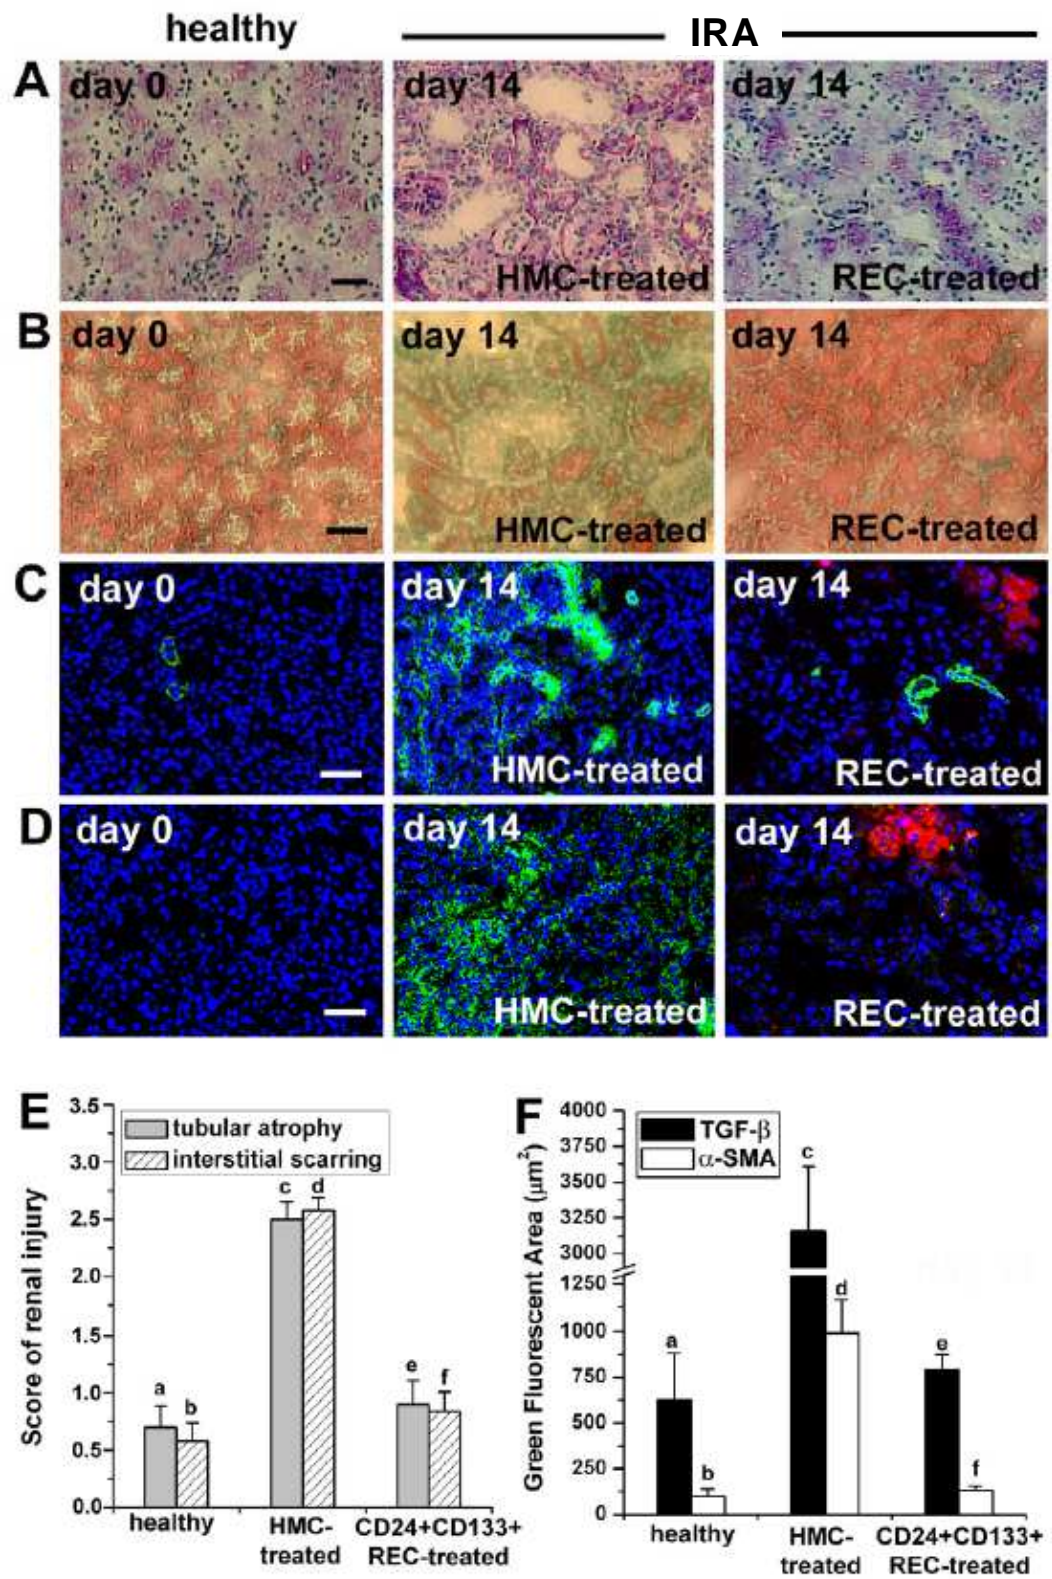 healthy IRA
A day 0 day 14 day 14
HMC-treated REC-treated
B day 0 day 14 day 14
HMC-treated REC-treated
C day 0 day 14 day 14
HMC-treated REC-treated
D day 0 day 14 day 14
HMC-treated REC-treated
E
3.5
3.0
2.5
2.0
1.5
1.0
0.5
0.0
Score of renal injury
tubular atrophy
interstitial scarring
a b c d e f
healthy HMC-treated CD24+CD133+
REC-treated
F
4000
3750
3500
3250
3000
1250
1000
750
500
250
0
Green Fluorescent Area (μm²)
TGF-β
α-SMA
a b c d e f
healthy HMC-treated CD24+CD133+
REC-treated